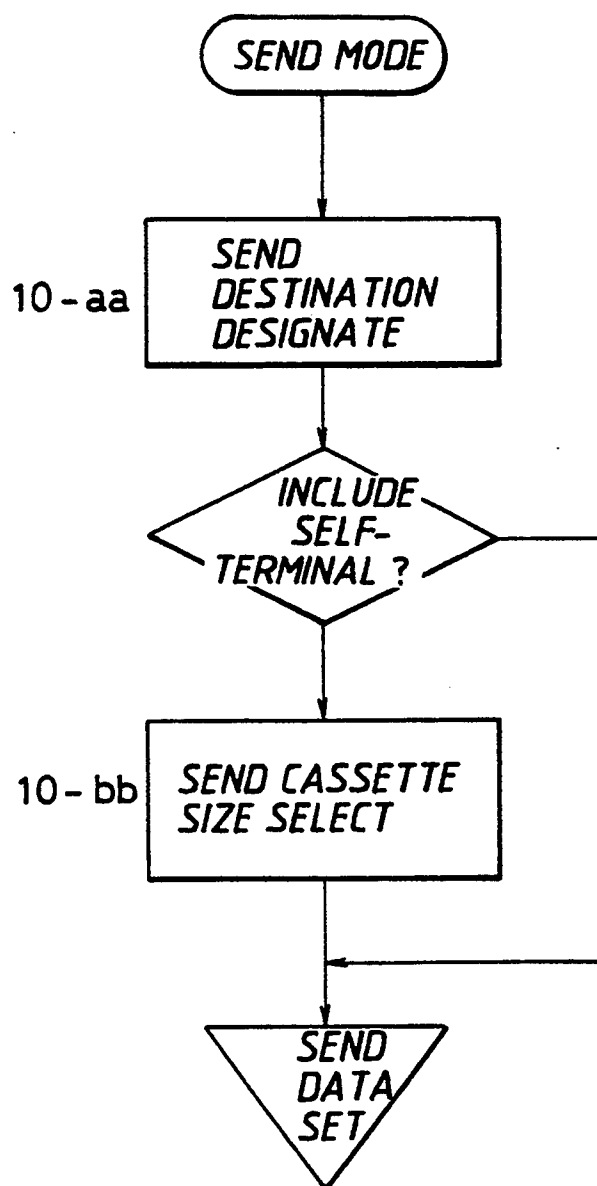 SEND MODE
10-aa
SEND
DESTINATION
DESIGNATE
INCLUDE
SELF-
TERMINAL ?
10-bb
SEND CASSETTE
SIZE SELECT
SEND
DATA
SET